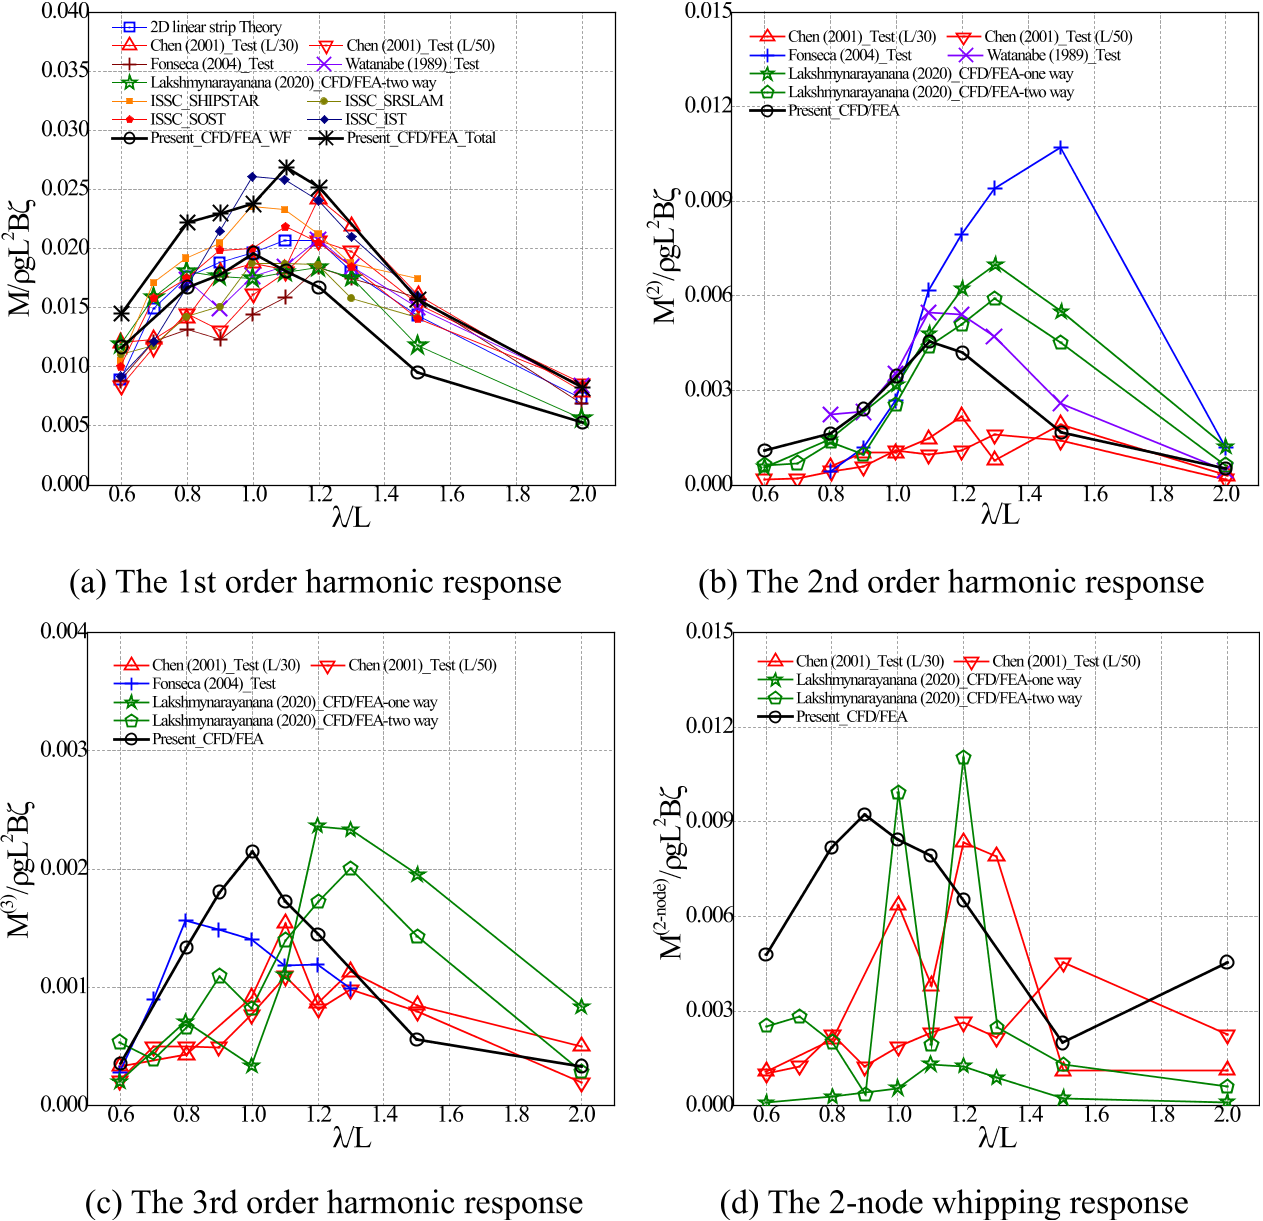 0.040
0.035
0.030
0.025
0.020
0.015
0.010
0.005
0.000
M/ρgL²Bζ
2D linear strip Theory
Chen (2001)_Test (L/30) Chen (2001)_Test (L/50)
Fonseca (2004)_Test Watanabe (1989)_Test
Lakshmynarayanana (2020)_CFD/FEA-two way
ISSC_SHIPSTAR ISSC_SRSLAM
ISSC_SOST ISSC_IST
Present_CFD/FEA_WF Present_CFD/FEA_Total
0.6 0.8 1.0 1.2 1.4 1.6 1.8 2.0
λ/L
(a) The 1st order harmonic response
0.015
0.012
0.009
0.006
0.003
0.000
M⁽²⁾/ρgL²Bζ
Chen (2001)_Test (L/30) Chen (2001)_Test (L/50)
Fonseca (2004)_Test Watanabe (1989)_Test
Lakshmynarayanana (2020)_CFD/FEA-one way
Lakshmynarayanana (2020)_CFD/FEA-two way
Present_CFD/FEA
0.6 0.8 1.0 1.2 1.4 1.6 1.8 2.0
λ/L
(b) The 2nd order harmonic response
0.004
0.003
0.002
0.001
0.000
M⁽³⁾/ρgL²Bζ
Chen (2001)_Test (L/30) Chen (2001)_Test (L/50)
Fonseca (2004)_Test
Lakshmynarayanana (2020)_CFD/FEA-one way
Lakshmynarayanana (2020)_CFD/FEA-two way
Present_CFD/FEA
0.6 0.8 1.0 1.2 1.4 1.6 1.8 2.0
λ/L
(c) The 3rd order harmonic response
0.015
0.012
0.009
0.006
0.003
0.000
M(2-node)/ρgL²Bζ
Chen (2001)_Test (L/30) Chen (2001)_Test (L/50)
Lakshmynarayanana (2020)_CFD/FEA-one way
Lakshmynarayanana (2020)_CFD/FEA-two way
Present_CFD/FEA
0.6 0.8 1.0 1.2 1.4 1.6 1.8 2.0
λ/L
(d) The 2-node whipping response